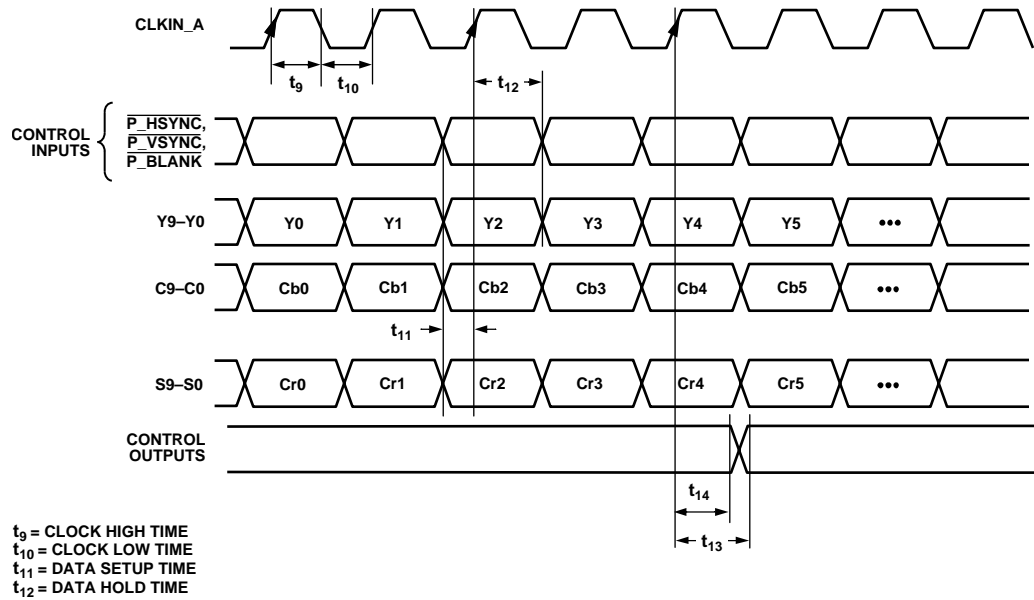 CLKIN_A
t9
t10
t12
CONTROL INPUTS
P_HSYNC,
P_VSYNC,
P_BLANK
Y9–Y0
Y0
Y1
Y2
Y3
Y4
Y5
•••
C9–C0
Cb0
Cb1
Cb2
Cb3
Cb4
Cb5
•••
t11
S9–S0
Cr0
Cr1
Cr2
Cr3
Cr4
Cr5
•••
CONTROL
OUTPUTS
t14
t13
t9 = CLOCK HIGH TIME
t10 = CLOCK LOW TIME
t11 = DATA SETUP TIME
t12 = DATA HOLD TIME